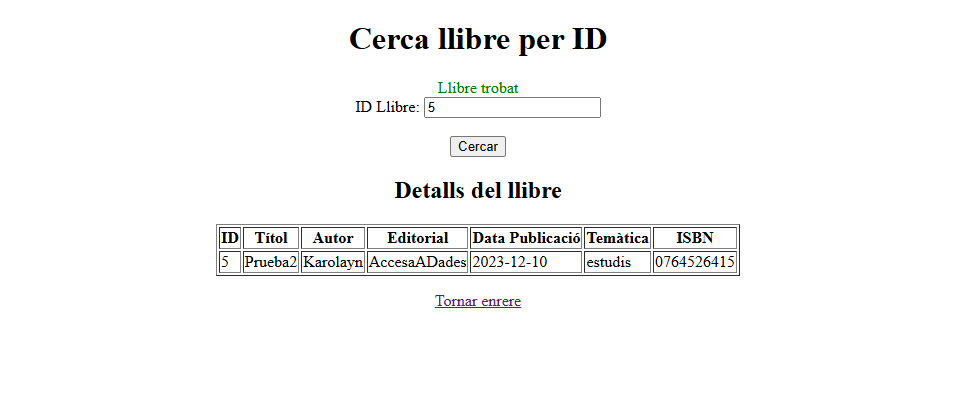 Cerca llibre per ID
Llibre trobat
ID Llibre: 5
Cercar
Detalls del llibre
ID Títol Autor Editorial Data Publicació Temàtica ISBN
5 Prueba2 Karolayn AccesaADades 2023-12-10 estudis 0764526415
Tornar enrere